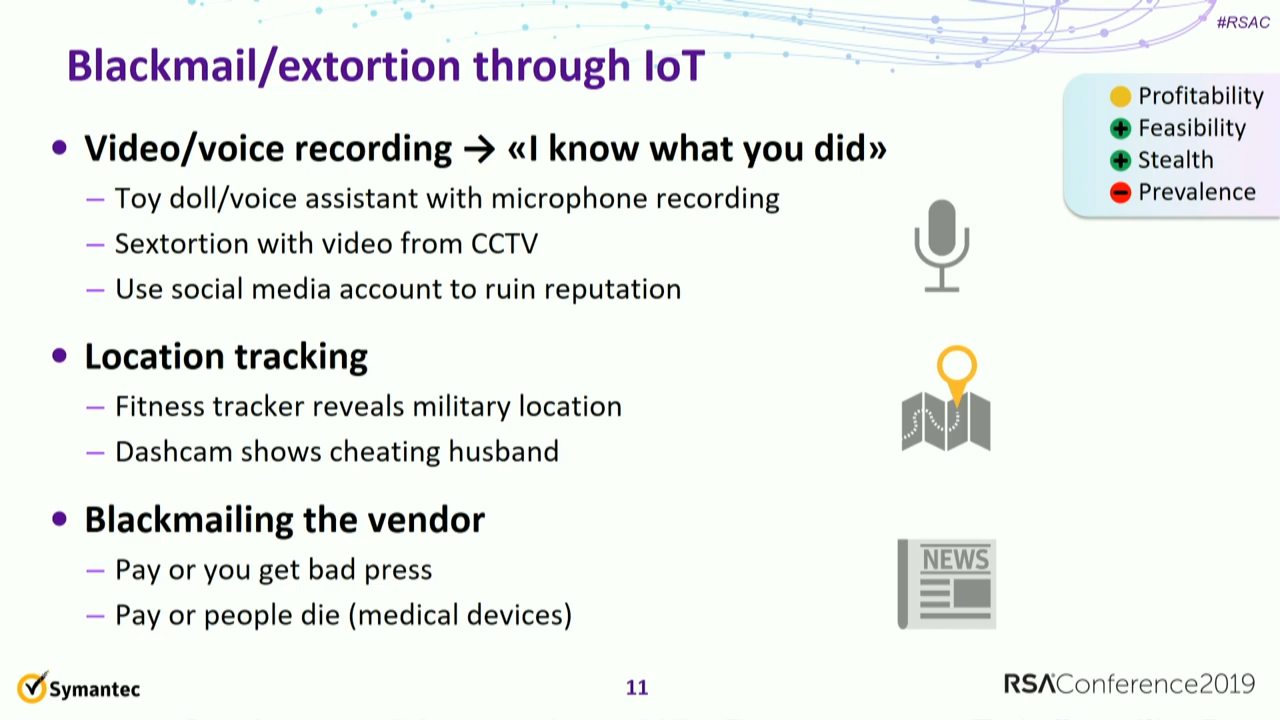 #RSAC
Blackmail/extortion through IoT
Profitability
Feasibility
Stealth
Prevalence
• Video/voice recording → «I know what you did»
– Toy doll/voice assistant with microphone recording
– Sextortion with video from CCTV
– Use social media account to ruin reputation
• Location tracking
– Fitness tracker reveals military location
– Dashcam shows cheating husband
• Blackmailing the vendor
– Pay or you get bad press
– Pay or people die (medical devices)
NEWS
Symantec
11
RSAConference2019